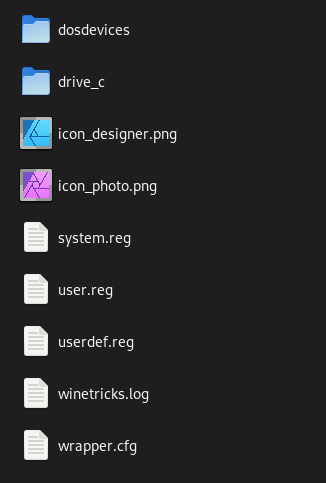 dosdevices
drive_c
icon_designer.png
icon_photo.png
system.reg
user.reg
userdef.reg
winetricks.log
wrapper.cfg